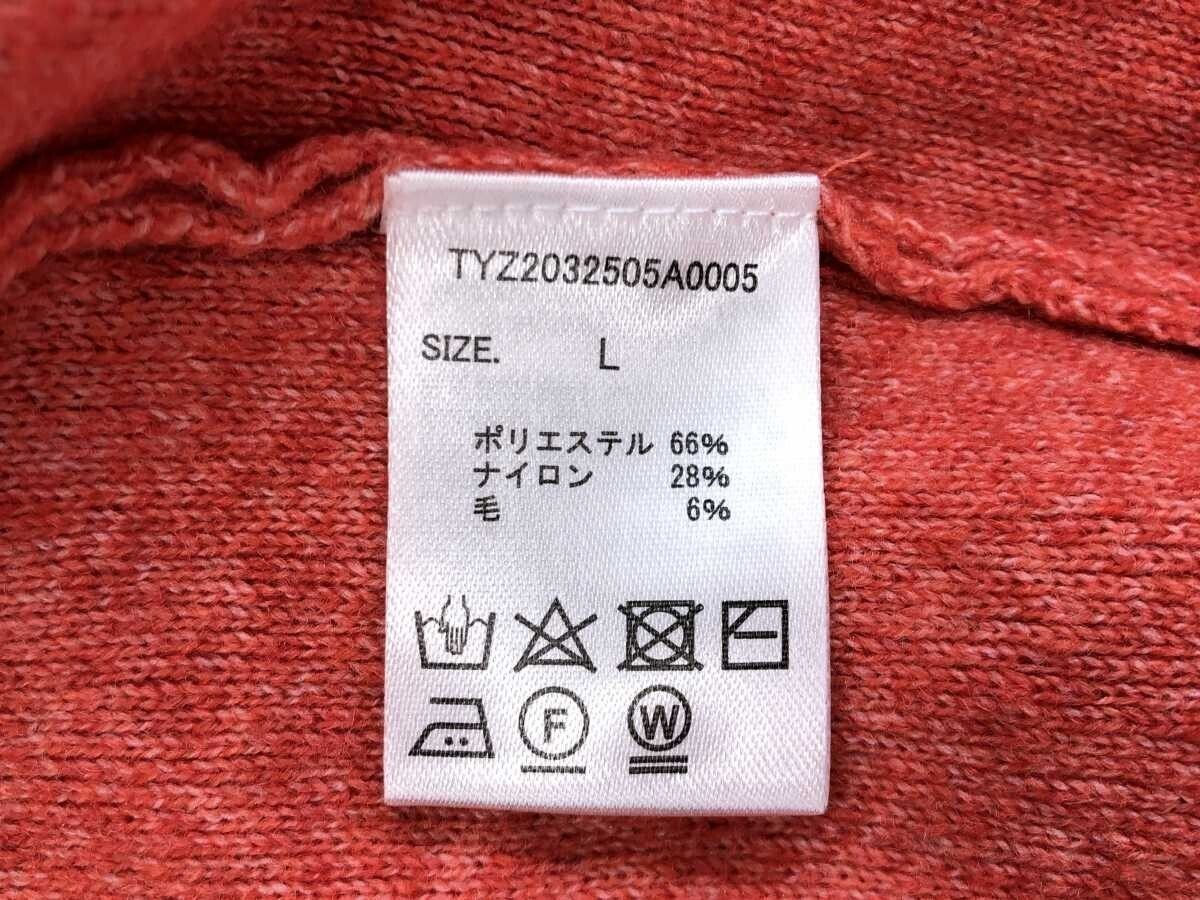 TYZ2032505A0005
SIZE. L
ポリエステル 66%
ナイロン 28%
毛 6%
F W